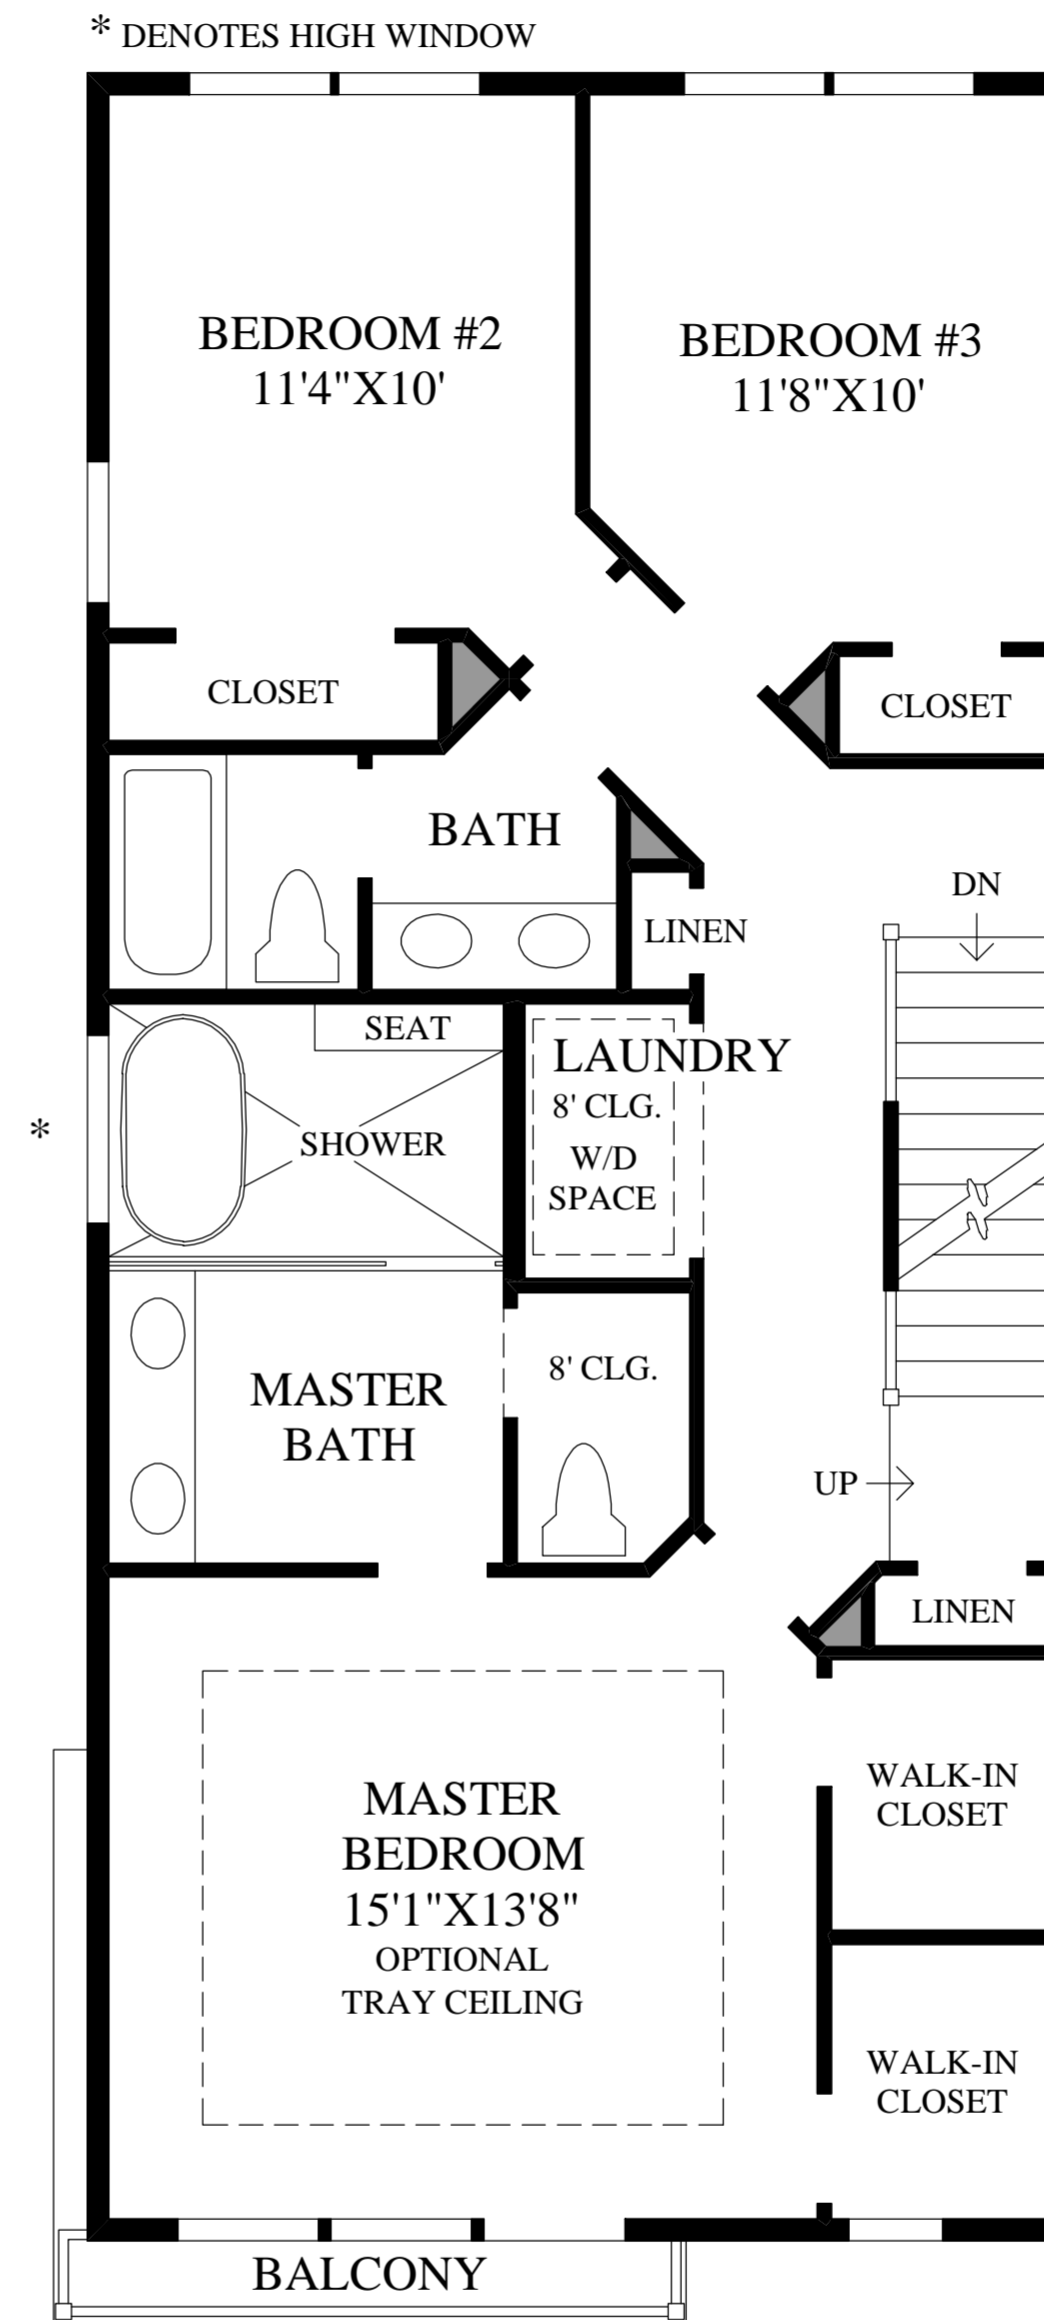 * DENOTES HIGH WINDOW
BEDROOM #2
11'4"X10'
BEDROOM #3
11'8"X10'
CLOSET
CLOSET
BATH
DN
LINEN
SEAT
LAUNDRY
8' CLG.
W/D
SPACE
*
SHOWER
8' CLG.
MASTER
BATH
UP
LINEN
WALK-IN
CLOSET
MASTER
BEDROOM
15'1"X13'8"
OPTIONAL
TRAY CEILING
WALK-IN
CLOSET
BALCONY